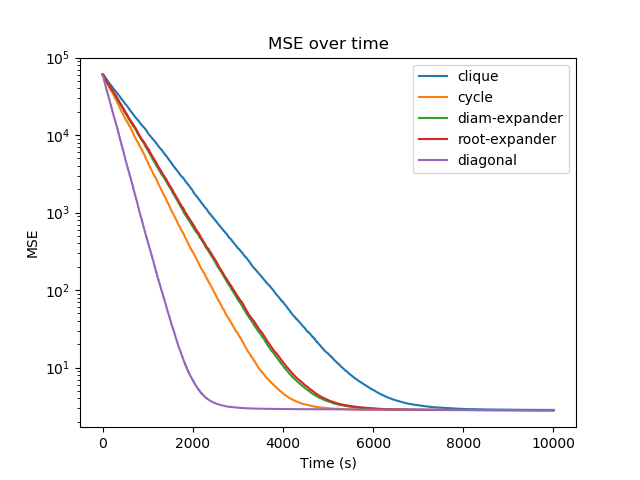 MSE over time
MSE
10^5
10^4
10^3
10^2
10^1
0
2000
4000
6000
8000
10000
Time (s)
clique
cycle
diam-expander
root-expander
diagonal